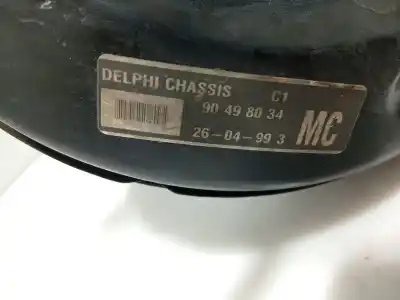 DELPHI CHASSIS C1
90 49 80 34
26-04-99 3 MC